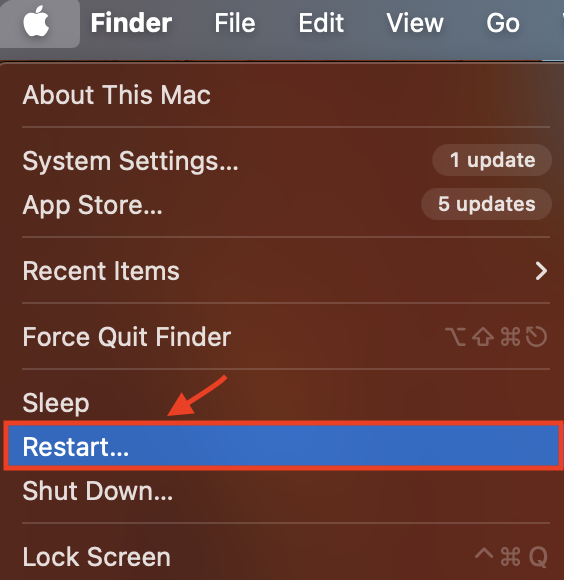 Finder File Edit View Go
About This Mac
System Settings... 1 update
App Store... 5 updates
Recent Items
Force Quit Finder ⌥⇧⌘⎋
Sleep
Restart...
Shut Down...
Lock Screen ^⌘Q